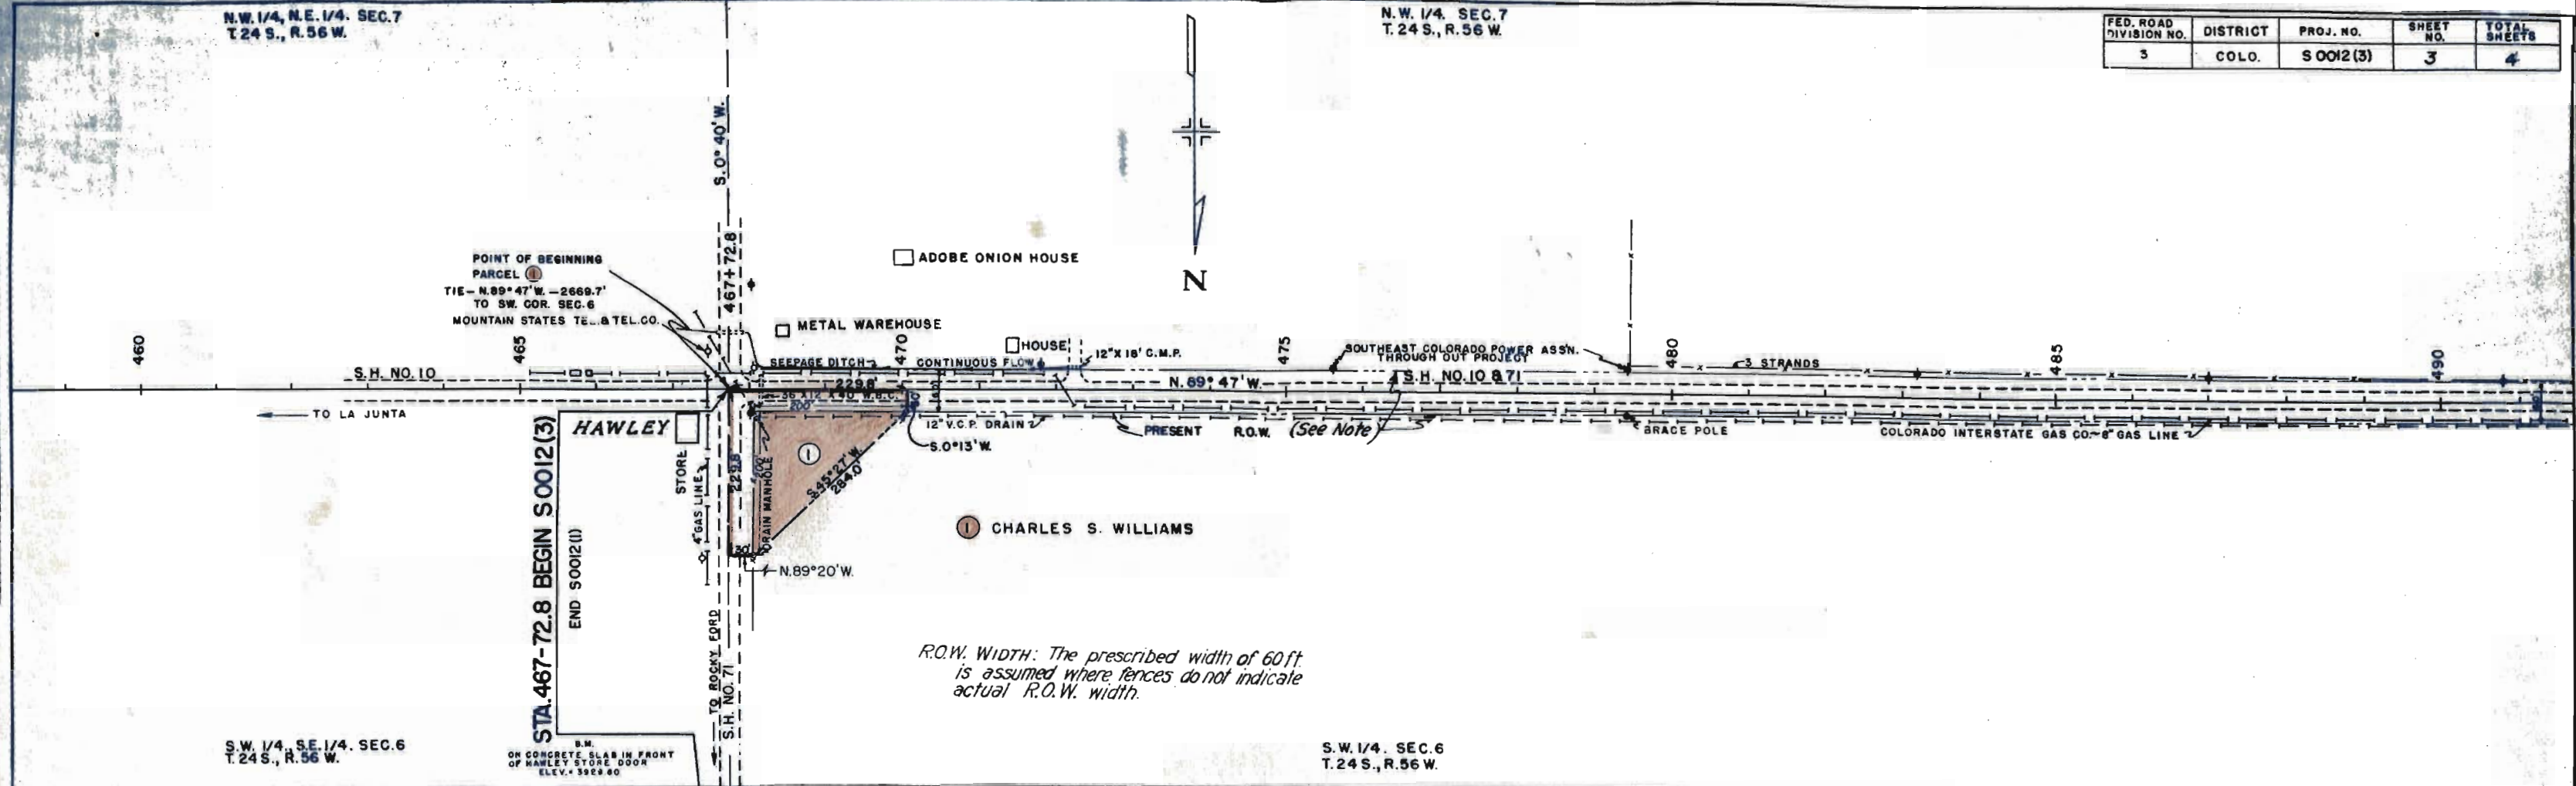 N.W. 1/4, N.E. 1/4. SEC. 7
T. 24 S., R. 56 W.
N.W. 1/4. SEC. 7
T. 24 S., R. 56 W.
FED. ROAD DIVISION NO.
DISTRICT
PROJ. NO.
SHEET NO.
TOTAL SHEETS
3
COLO.
S 0012 (3)
3
4
S. 0° 40' W.
467+72.8
N
POINT OF BEGINNING
PARCEL 1
TIE – N. 89° 47' W. – 2669.7'
TO SW. COR. SEC. 6
MOUNTAIN STATES TEL. & TEL. CO.
ADOBE ONION HOUSE
METAL WAREHOUSE
HOUSE
SEEPAGE DITCH
CONTINUOUS FLOW
12" X 18' C.M.P.
SOUTHEAST COLORADO POWER ASS'N.
THROUGH OUT PROJECT
3 STRANDS
460
465
470
475
480
485
490
S.H. NO. 10
229.8'
N. 89° 47' W.
S.H. NO. 10 & 71
36 X 12 X 40 W.B.C.
200'
TO LA JUNTA
HAWLEY
STORE
12" V.C.P. DRAIN
PRESENT R.O.W. (See Note)
BRACE POLE
COLORADO INTERSTATE GAS CO. – 8" GAS LINE
S. 0° 13' W.
1
229.8
200'
DRAIN MANHOLE
S. 45° 27' W.
284.0'
4" GAS LINE
30'
N. 89° 20' W.
1 CHARLES S. WILLIAMS
STA. 467-72.8 BEGIN S 0012 (3)
END S 0012 (1)
TO ROCKY FORD
S.H. NO. 71
R.O.W. WIDTH: The prescribed width of 60 ft.
is assumed where fences do not indicate
actual R.O.W. width.
S.W. 1/4, S.E. 1/4. SEC. 6
T. 24 S., R. 56 W.
B.M.
ON CONCRETE SLAB IN FRONT
OF HAWLEY STORE DOOR
S.W. 1/4. SEC. 6
T. 24 S., R. 56 W.